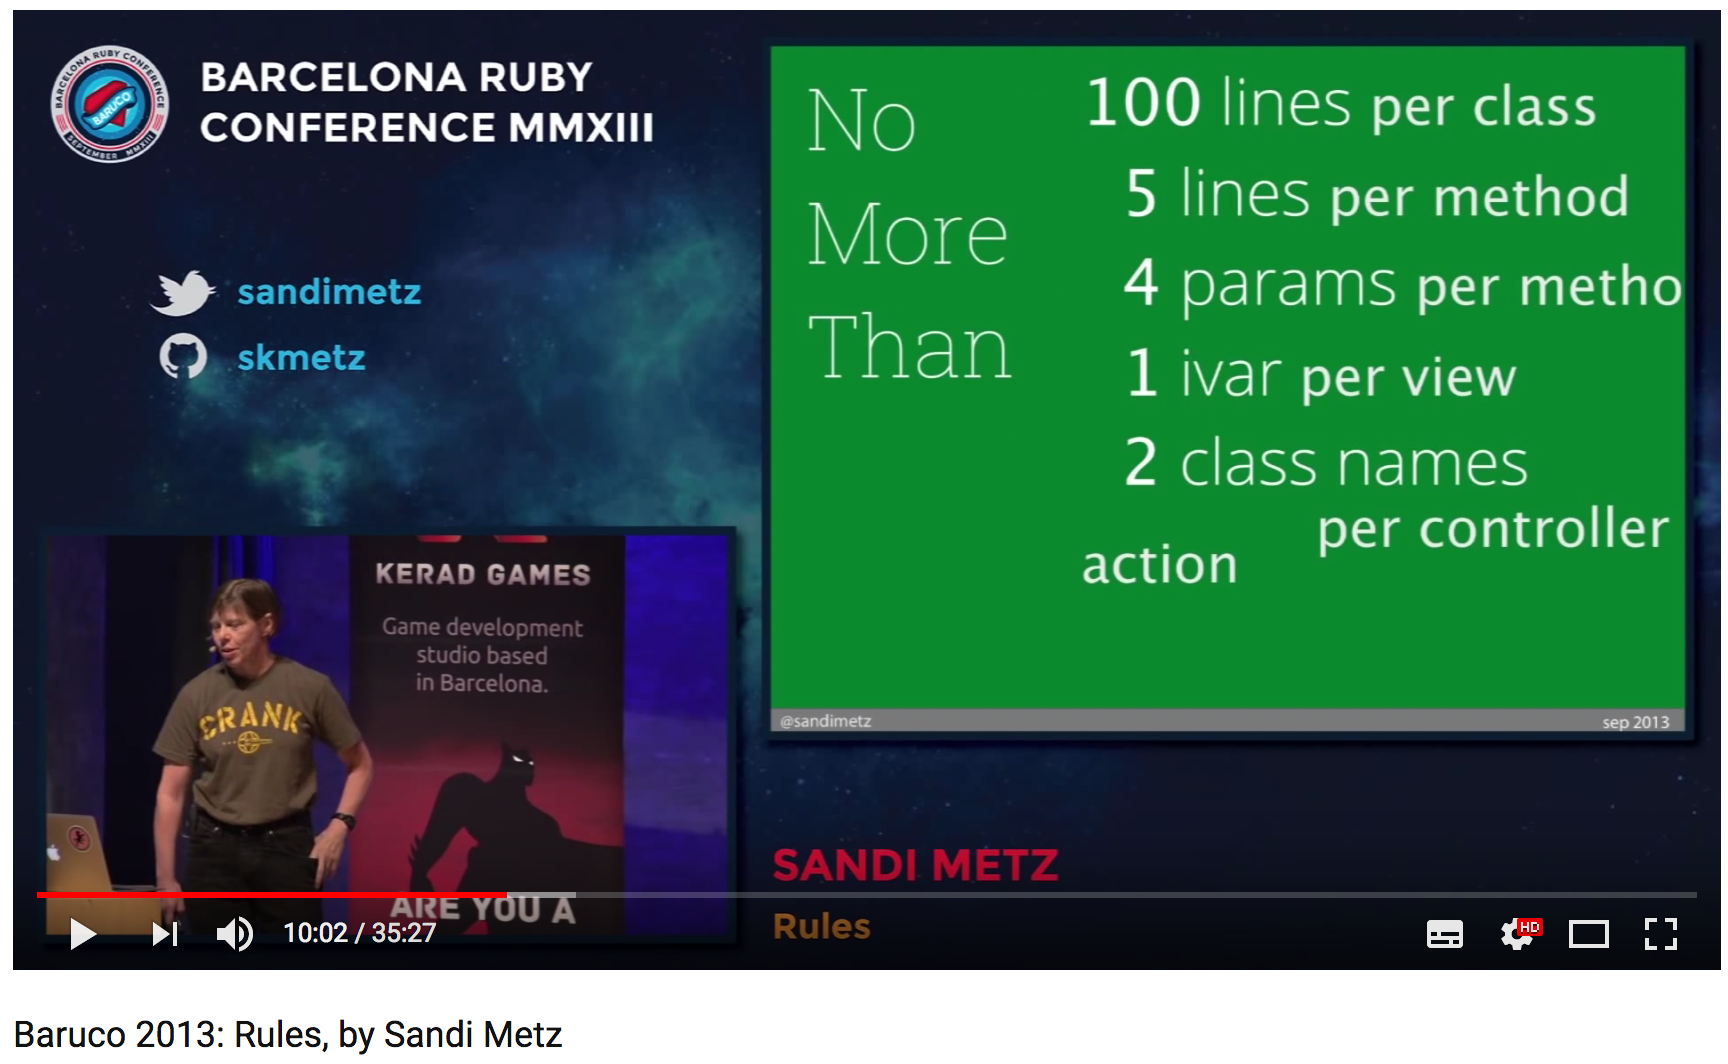 BARCELONA RUBY CONFERENCE
BARUCO
SEPTEMBER MMXIII
BARCELONA RUBY
CONFERENCE MMXIII
sandimetz
skmetz
No
More
Than
100 lines per class
5 lines per method
4 params per metho
1 ivar per view
2 class names
per controller
action
@sandimetz
sep 2013
KERAD GAMES
Game development
studio based
in Barcelona.
CRANK
ARE YOU A
SANDI METZ
Rules
10:02 / 35:27
HD
Baruco 2013: Rules, by Sandi Metz